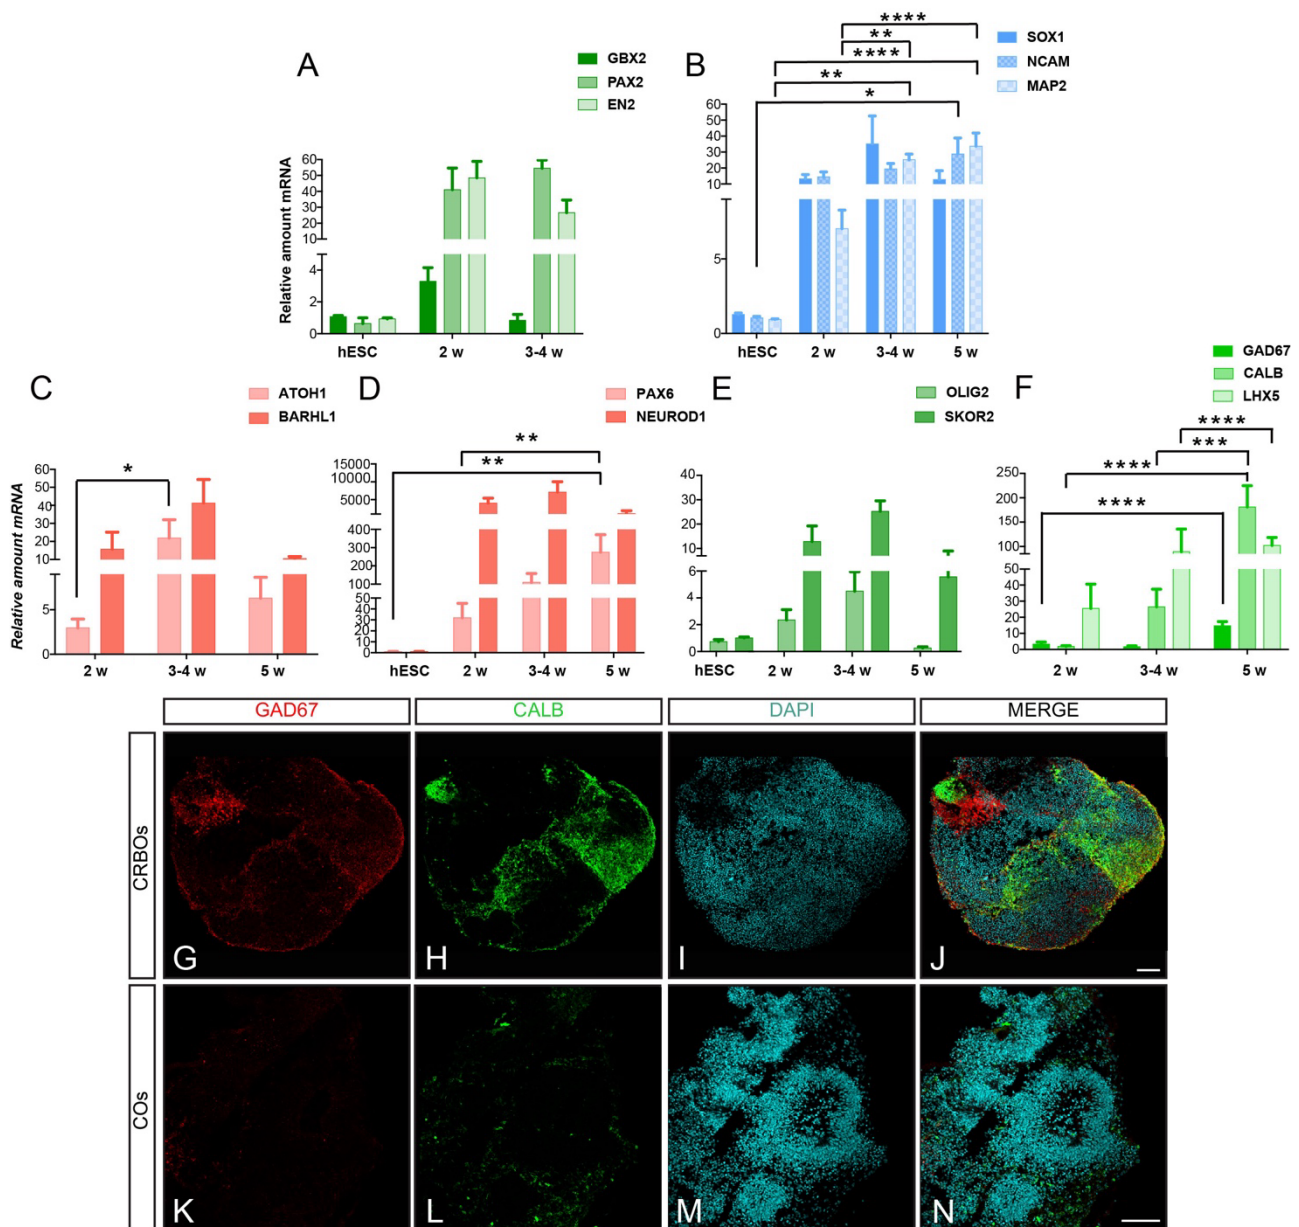 A
GBX2
PAX2
EN2
Relative amount mRNA
60
50
40
30
20
10
4
2
0
hESC
2 w
3-4 w
B
SOX1
NCAM
MAP2
****
**
****
**
*
60
50
40
30
20
10
5
0
hESC
2 w
3-4 w
5 w
C
ATOH1
BARHL1
*
Relative amount mRNA
60
50
40
30
20
10
5
0
2 w
3-4 w
5 w
D
PAX6
NEUROD1
**
**
15000
10000
5000
400
300
200
100
50
40
30
20
10
0
hESC
2 w
3-4 w
5 w
E
OLIG2
SKOR2
40
30
20
10
6
4
2
0
hESC
2 w
3-4 w
5 w
F
GAD67
CALB
LHX5
****
***
****
****
250
200
150
100
50
40
30
20
10
0
2 w
3-4 w
5 w
GAD67
CALB
DAPI
MERGE
CRBOs
G
H
I
J
COs
K
L
M
N